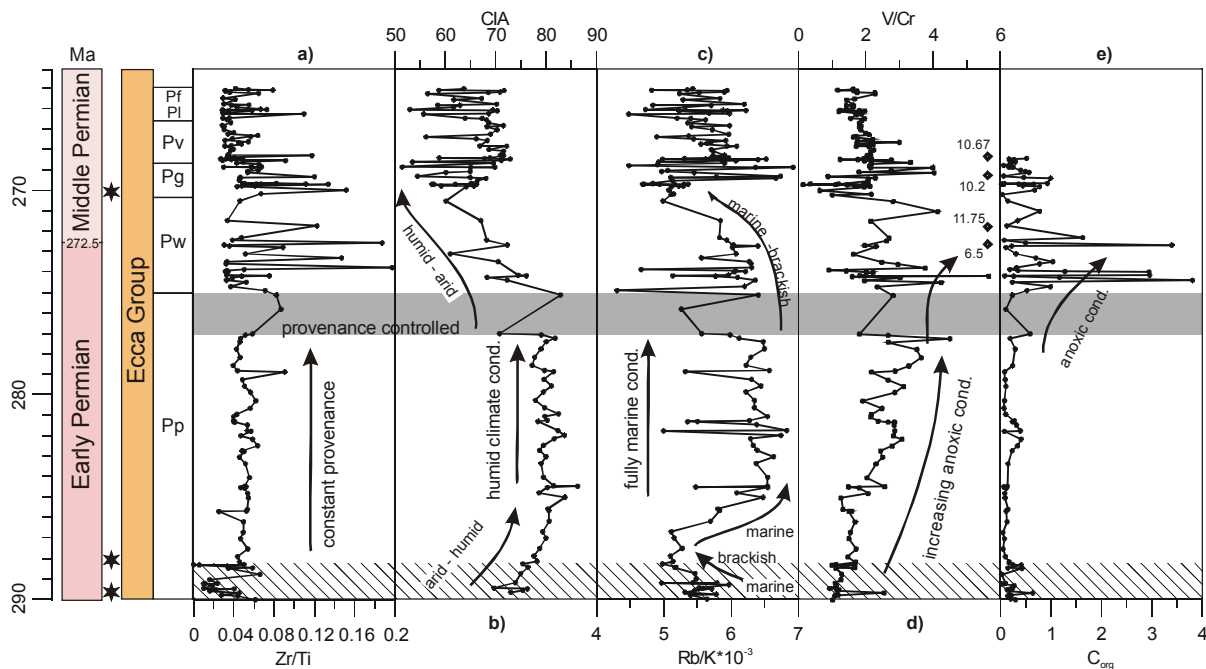 CIA
V/Cr
Ma
a)
50 60 70 80 90
c)
0 2 4 6
e)
Middle Permian
Early Permian
Ecca Group
270
280
290
272.5
Pf
Pl
Pv
Pg
Pw
Pp
10.67
10.2
11.75
6.5
humid - arid
marine -brackish
provenance controlled
anoxic cond.
constant provenance
humid climate cond.
fully marine cond.
increasing anoxic cond.
arid - humid
marine
brackish
marine
0 0.04 0.08 0.12 0.16 0.2
Zr/Ti
b)
4 5 6 7
Rb/K*10⁻³
d)
0 1 2 3 4
Corg